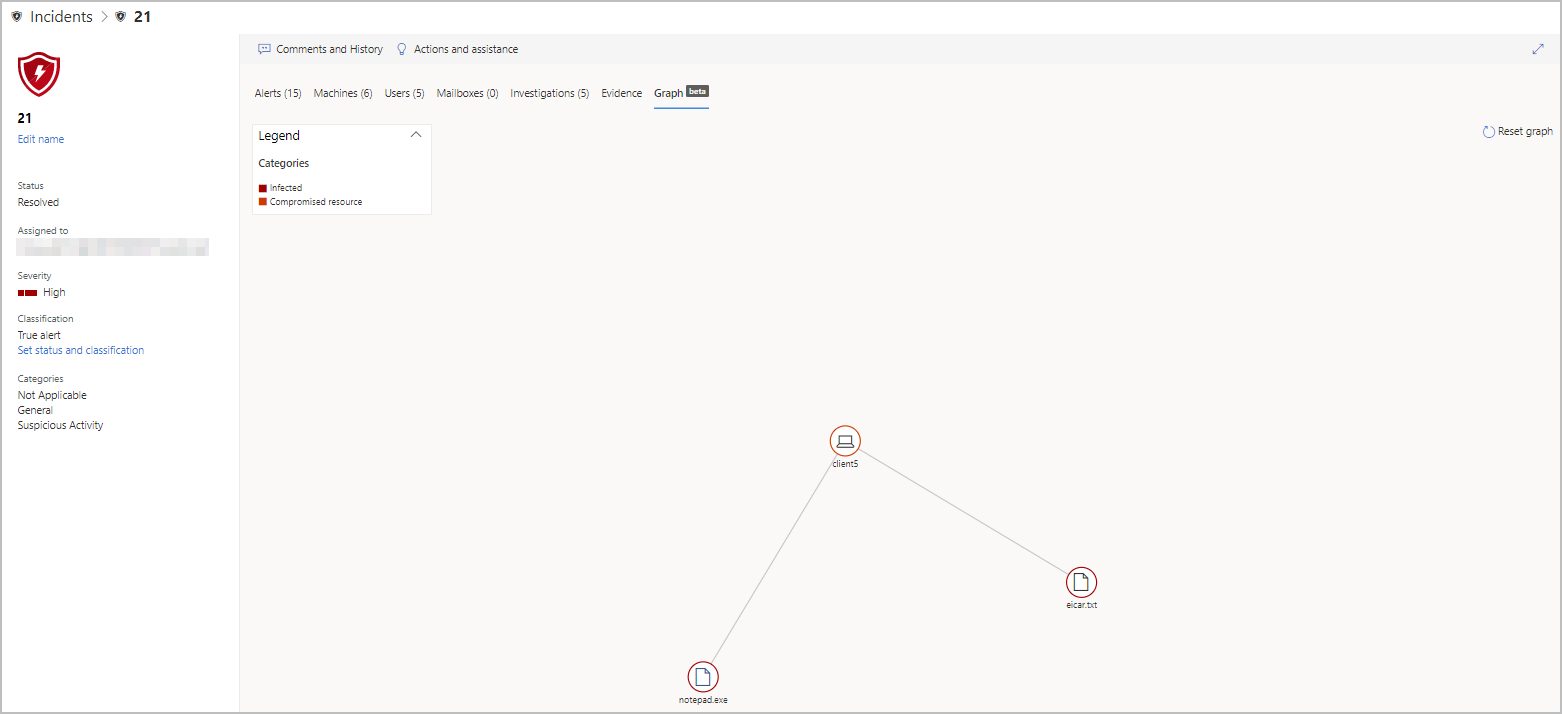 Incidents > 21
Comments and History Actions and assistance
Alerts (15) Machines (6) Users (5) Mailboxes (0) Investigations (5) Evidence Graph beta
21
Edit name
Status
Resolved
Assigned to
Severity
High
Classification
True alert
Set status and classification
Categories
Not Applicable
General
Suspicious Activity
Legend
Categories
Infected
Compromised resource
Reset graph
client5
eicar.txt
notepad.exe